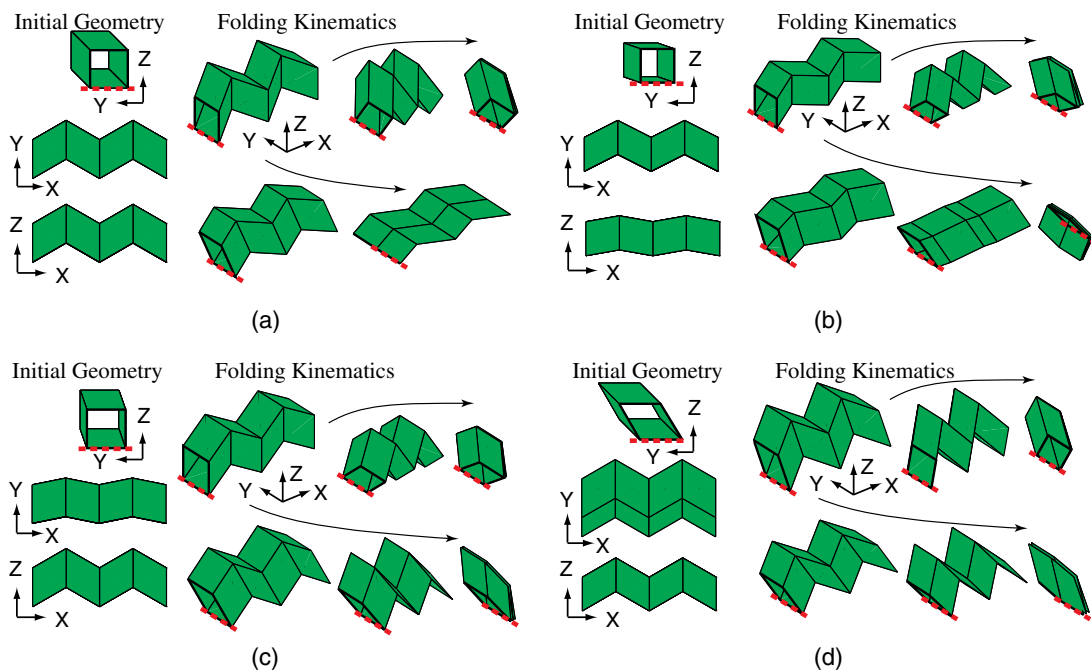 Initial Geometry Folding Kinematics
Z
Y
Y
X
Z
X
Z
Y
X
(a)
Initial Geometry Folding Kinematics
Z
Y
Y
X
Z
X
Z
Y
X
(b)
Initial Geometry Folding Kinematics
Z
Y
Y
X
Z
X
Z
Y
X
(c)
Initial Geometry Folding Kinematics
Z
Y
Y
X
Z
X
Z
Y
X
(d)